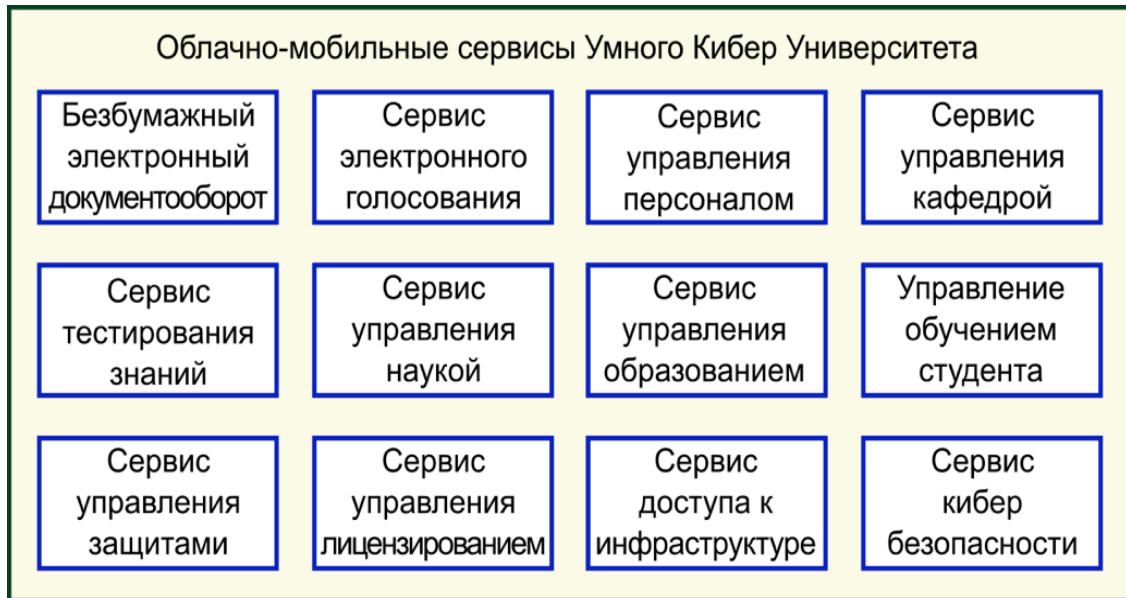 Облачно-мобильные сервисы Умного Кибер Университета
Безбумажный
электронный
документооборот
Сервис
электронного
голосования
Сервис
управления
персоналом
Сервис
управления
кафедрой
Сервис
тестирования
знаний
Сервис
управления
наукой
Сервис
управления
образованием
Управление
обучением
студента
Сервис
управления
защитами
Сервис
управления
лицензированием
Сервис
доступа к
инфраструктуре
Сервис
кибер
безопасности